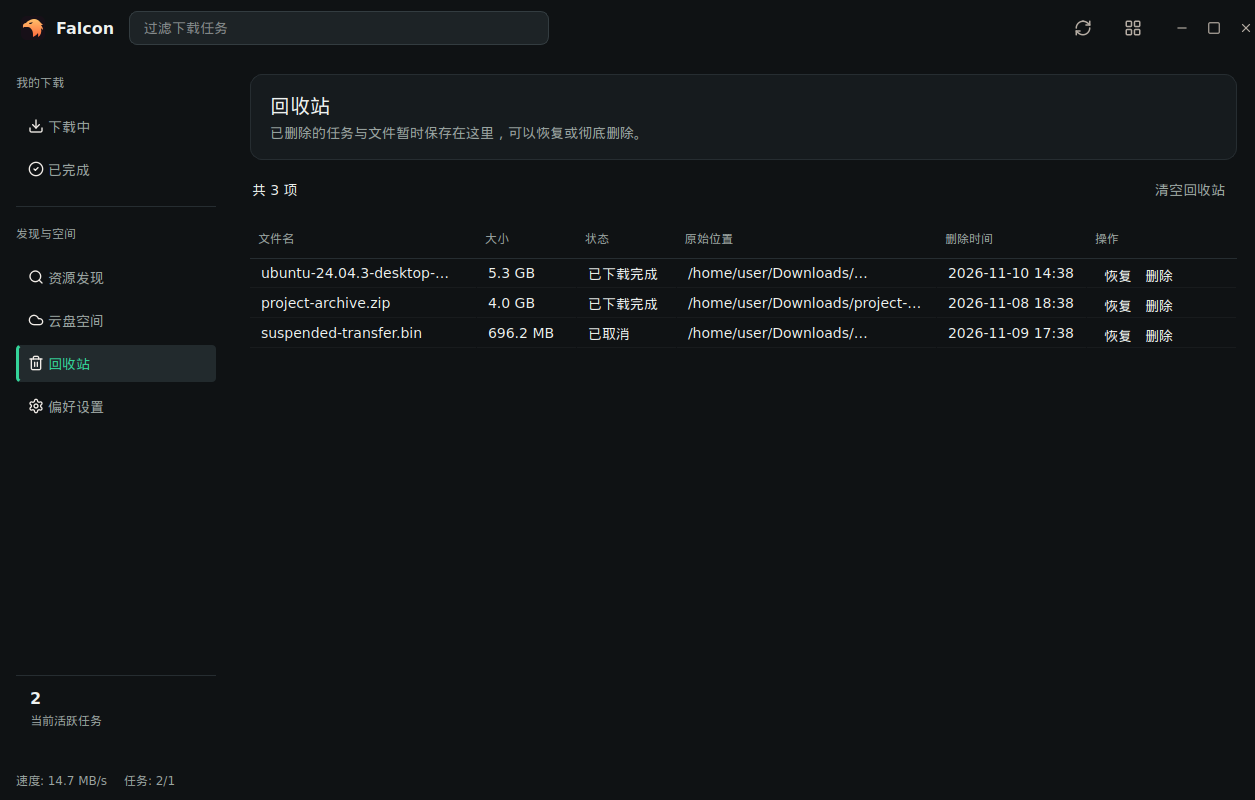 Falcon
过滤下载任务
我的下载
下载中
已完成
发现与空间
资源发现
云盘空间
回收站
偏好设置
2
当前活跃任务
速度: 14.7 MB/s 任务: 2/1
回收站
已删除的任务与文件暂时保存在这里，可以恢复或彻底删除。
共 3 项 清空回收站
文件名 大小 状态 原始位置 删除时间 操作
ubuntu-24.04.3-desktop-... 5.3 GB 已下载完成 /home/user/Downloads/... 2026-11-10 14:38 恢复 删除
project-archive.zip 4.0 GB 已下载完成 /home/user/Downloads/project-... 2026-11-08 18:38 恢复 删除
suspended-transfer.bin 696.2 MB 已取消 /home/user/Downloads/... 2026-11-09 17:38 恢复 删除